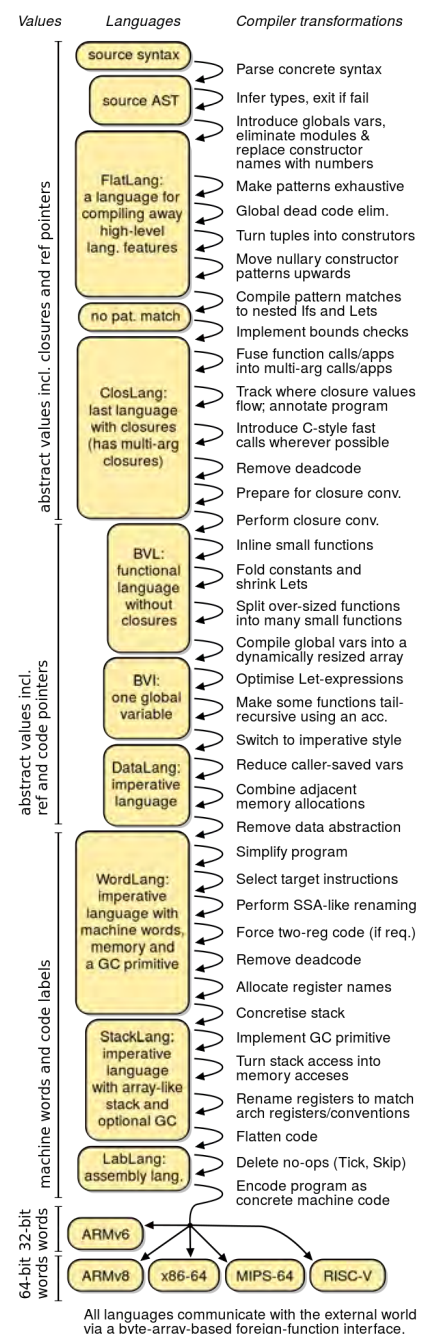 Values Languages Compiler transformations
source syntax
Parse concrete syntax
source AST
Infer types, exit if fail
Introduce globals vars,
eliminate modules &
replace constructor
names with numbers
FlatLang:
a language for
compiling away
high-level
lang. features
Make patterns exhaustive
Global dead code elim.
Turn tuples into construtors
Move nullary constructor
patterns upwards
Compile pattern matches
to nested Ifs and Lets
no pat. match
Implement bounds checks
ClosLang:
last language
with closures
(has multi-arg
closures)
Fuse function calls/apps
into multi-arg calls/apps
Track where closure values
flow; annotate program
Introduce C-style fast
calls wherever possible
Remove deadcode
Prepare for closure conv.
Perform closure conv.
abstract values incl. closures and ref pointers
BVL:
functional
language
without
closures
Inline small functions
Fold constants and
shrink Lets
Split over-sized functions
into many small functions
Compile global vars into a
dynamically resized array
BVI:
one global
variable
Optimise Let-expressions
Make some functions tail-
recursive using an acc.
Switch to imperative style
DataLang:
imperative
language
Reduce caller-saved vars
Combine adjacent
memory allocations
Remove data abstraction
abstract values incl.
ref and code pointers
WordLang:
imperative
language with
machine words,
memory and
a GC primitive
Simplify program
Select target instructions
Perform SSA-like renaming
Force two-reg code (if req.)
Remove deadcode
Allocate register names
Concretise stack
StackLang:
imperative
language
with array-like
stack and
optional GC
Implement GC primitive
Turn stack access into
memory acceses
Rename registers to match
arch registers/conventions
Flatten code
LabLang:
assembly lang.
Delete no-ops (Tick, Skip)
Encode program as
concrete machine code
machine words and code labels
32-bit
words
ARMv6
64-bit
words
ARMv8 x86-64 MIPS-64 RISC-V
All languages communicate with the external world
via a byte-array-based foreign-function interface.